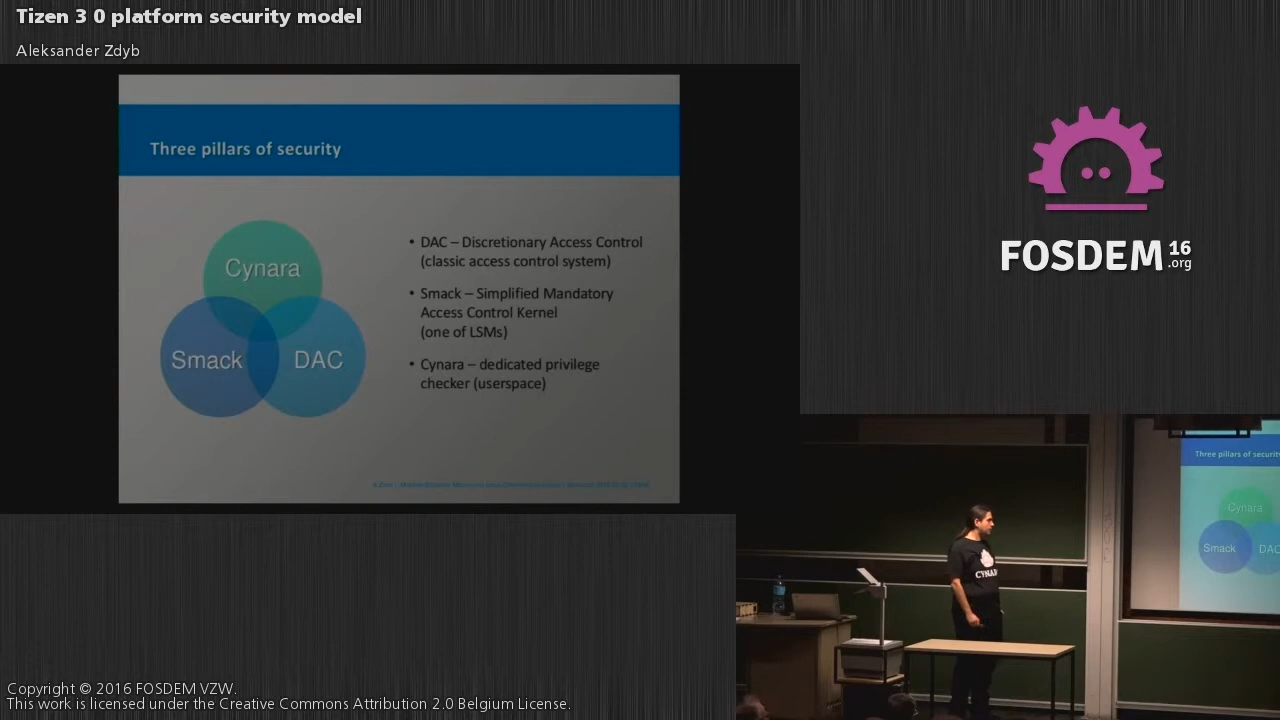 Tizen 3 0 platform security model
Aleksander Zdyb
Three pillars of security
Cynara
Smack
DAC
• DAC – Discretionary Access Control
(classic access control system)
• Smack – Simplified Mandatory
Access Control Kernel
(one of LSMs)
• Cynara – dedicated privilege
checker (userspace)
FOSDEM 16
.org
Three pillars of security
Cynara
Smack
DAC
Copyright © 2016 FOSDEM VZW.
This work is licensed under the Creative Commons Attribution 2.0 Belgium License.